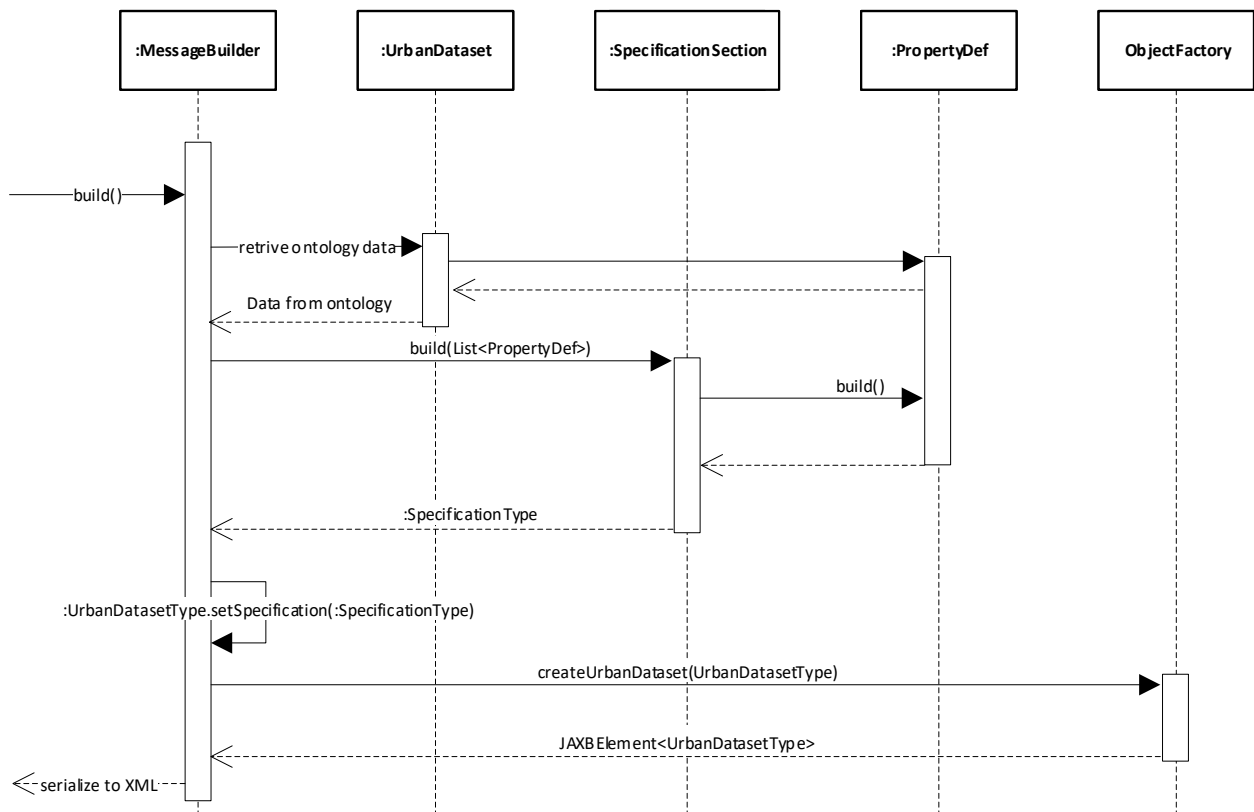 :MessageBuilder
:UrbanDataset
:SpecificationSection
:PropertyDef
ObjectFactory
build()
retrive ontology data
Data from ontology
build(List<PropertyDef>)
build()
:SpecificationType
:UrbanDatasetType.setSpecification(:SpecificationType)
createUrbanDataset(UrbanDatasetType)
JAXBElement<UrbanDatasetType>
serialize to XML